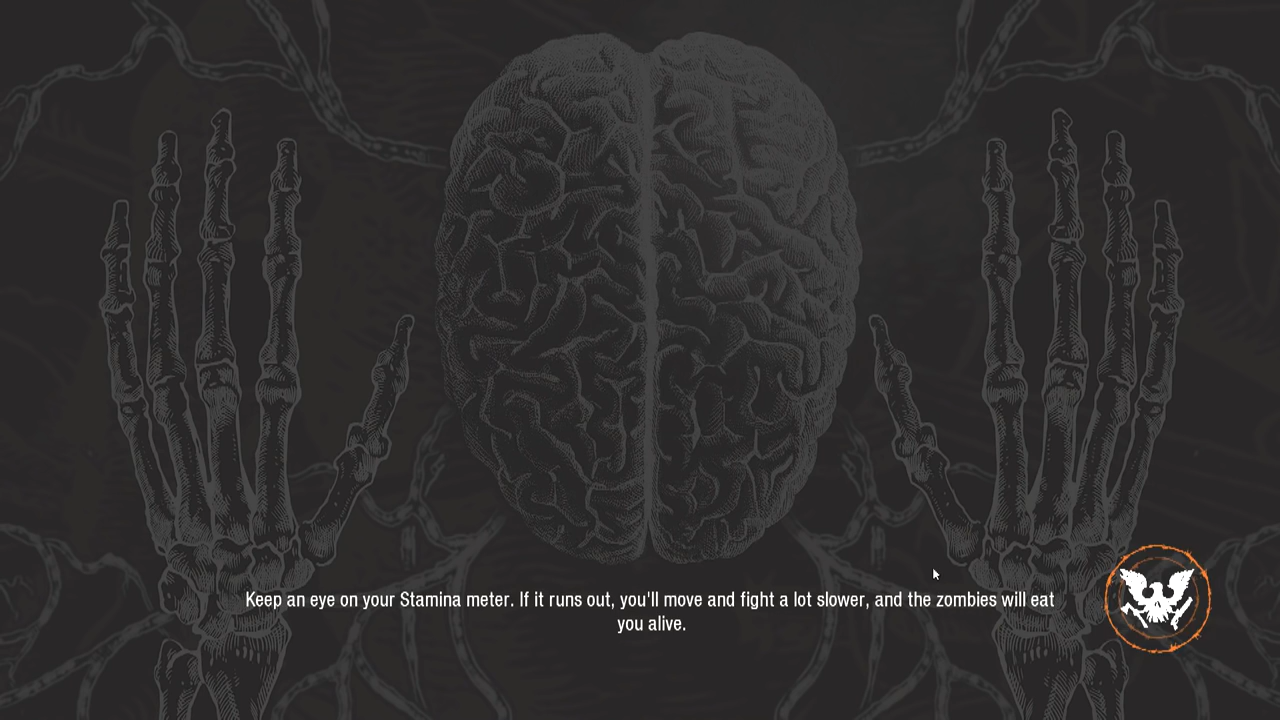 Keep an eye on your Stamina meter. If it runs out, you'll move and fight a lot slower, and the zombies will eat
you alive.